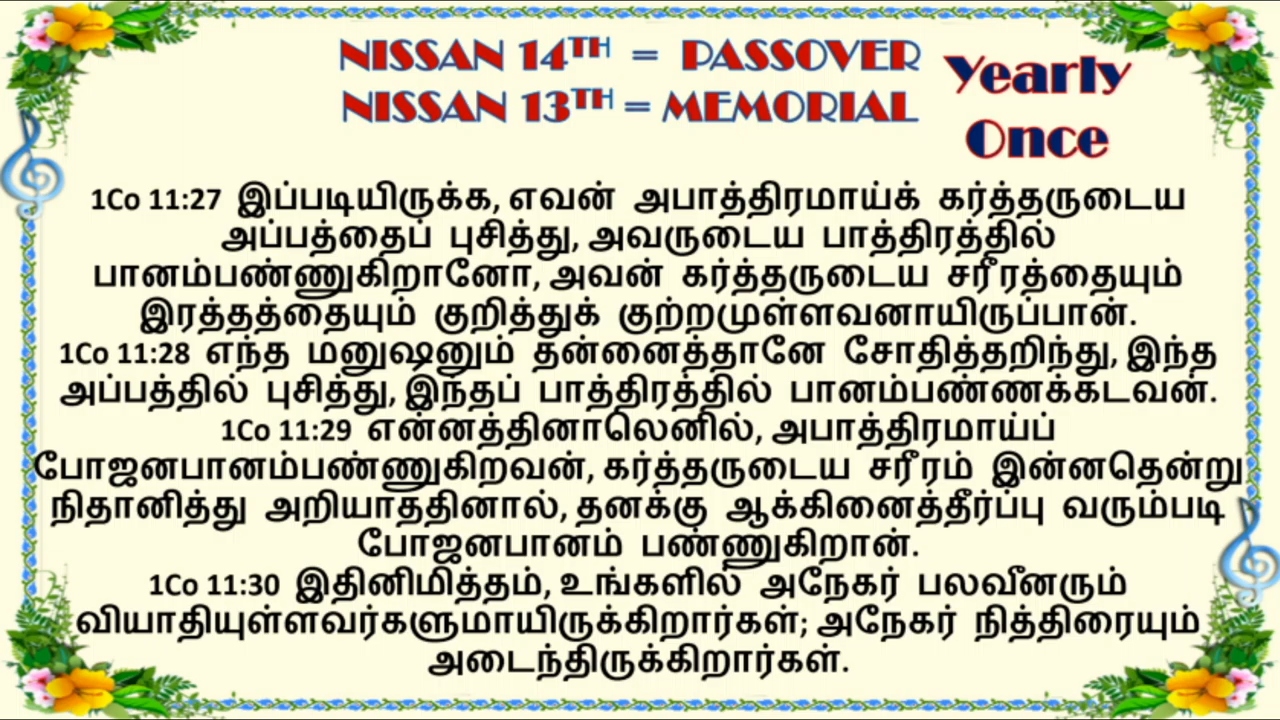 NISSAN 14TH = PASSOVER
NISSAN 13TH = MEMORIAL
Yearly
Once
1Co 11:27 இப்படியிருக்க, எவன் அபாத்திரமாய்க் கர்த்தருடைய
அப்பத்தைப் புசித்து, அவருடைய பாத்திரத்தில்
பானம்பண்ணுகிறானோ, அவன் கர்த்தருடைய சரீரத்தையும்
இரத்தத்தையும் குறித்துக் குற்றமுள்ளவனாயிருப்பான்.
1Co 11:28 எந்த மனுஷனும் தன்னைத்தானே சோதித்தறிந்து, இந்த
அப்பத்தில் புசித்து, இந்தப் பாத்திரத்தில் பானம்பண்ணக்கடவன்.
1Co 11:29 என்னத்தினாலெனில், அபாத்திரமாய்ப்
போஜனபானம்பண்ணுகிறவன், கர்த்தருடைய சரீரம் இன்னதென்று
நிதானித்து அறியாததினால், தனக்கு ஆக்கினைத்தீர்ப்பு வரும்படி
போஜனபானம் பண்ணுகிறான்.
1Co 11:30 இதினிமித்தம், உங்களில் அநேகர் பலவீனரும்
வியாதியுள்ளவர்களுமாயிருக்கிறார்கள்; அநேகர் நித்திரையும்
அடைந்திருக்கிறார்கள்.